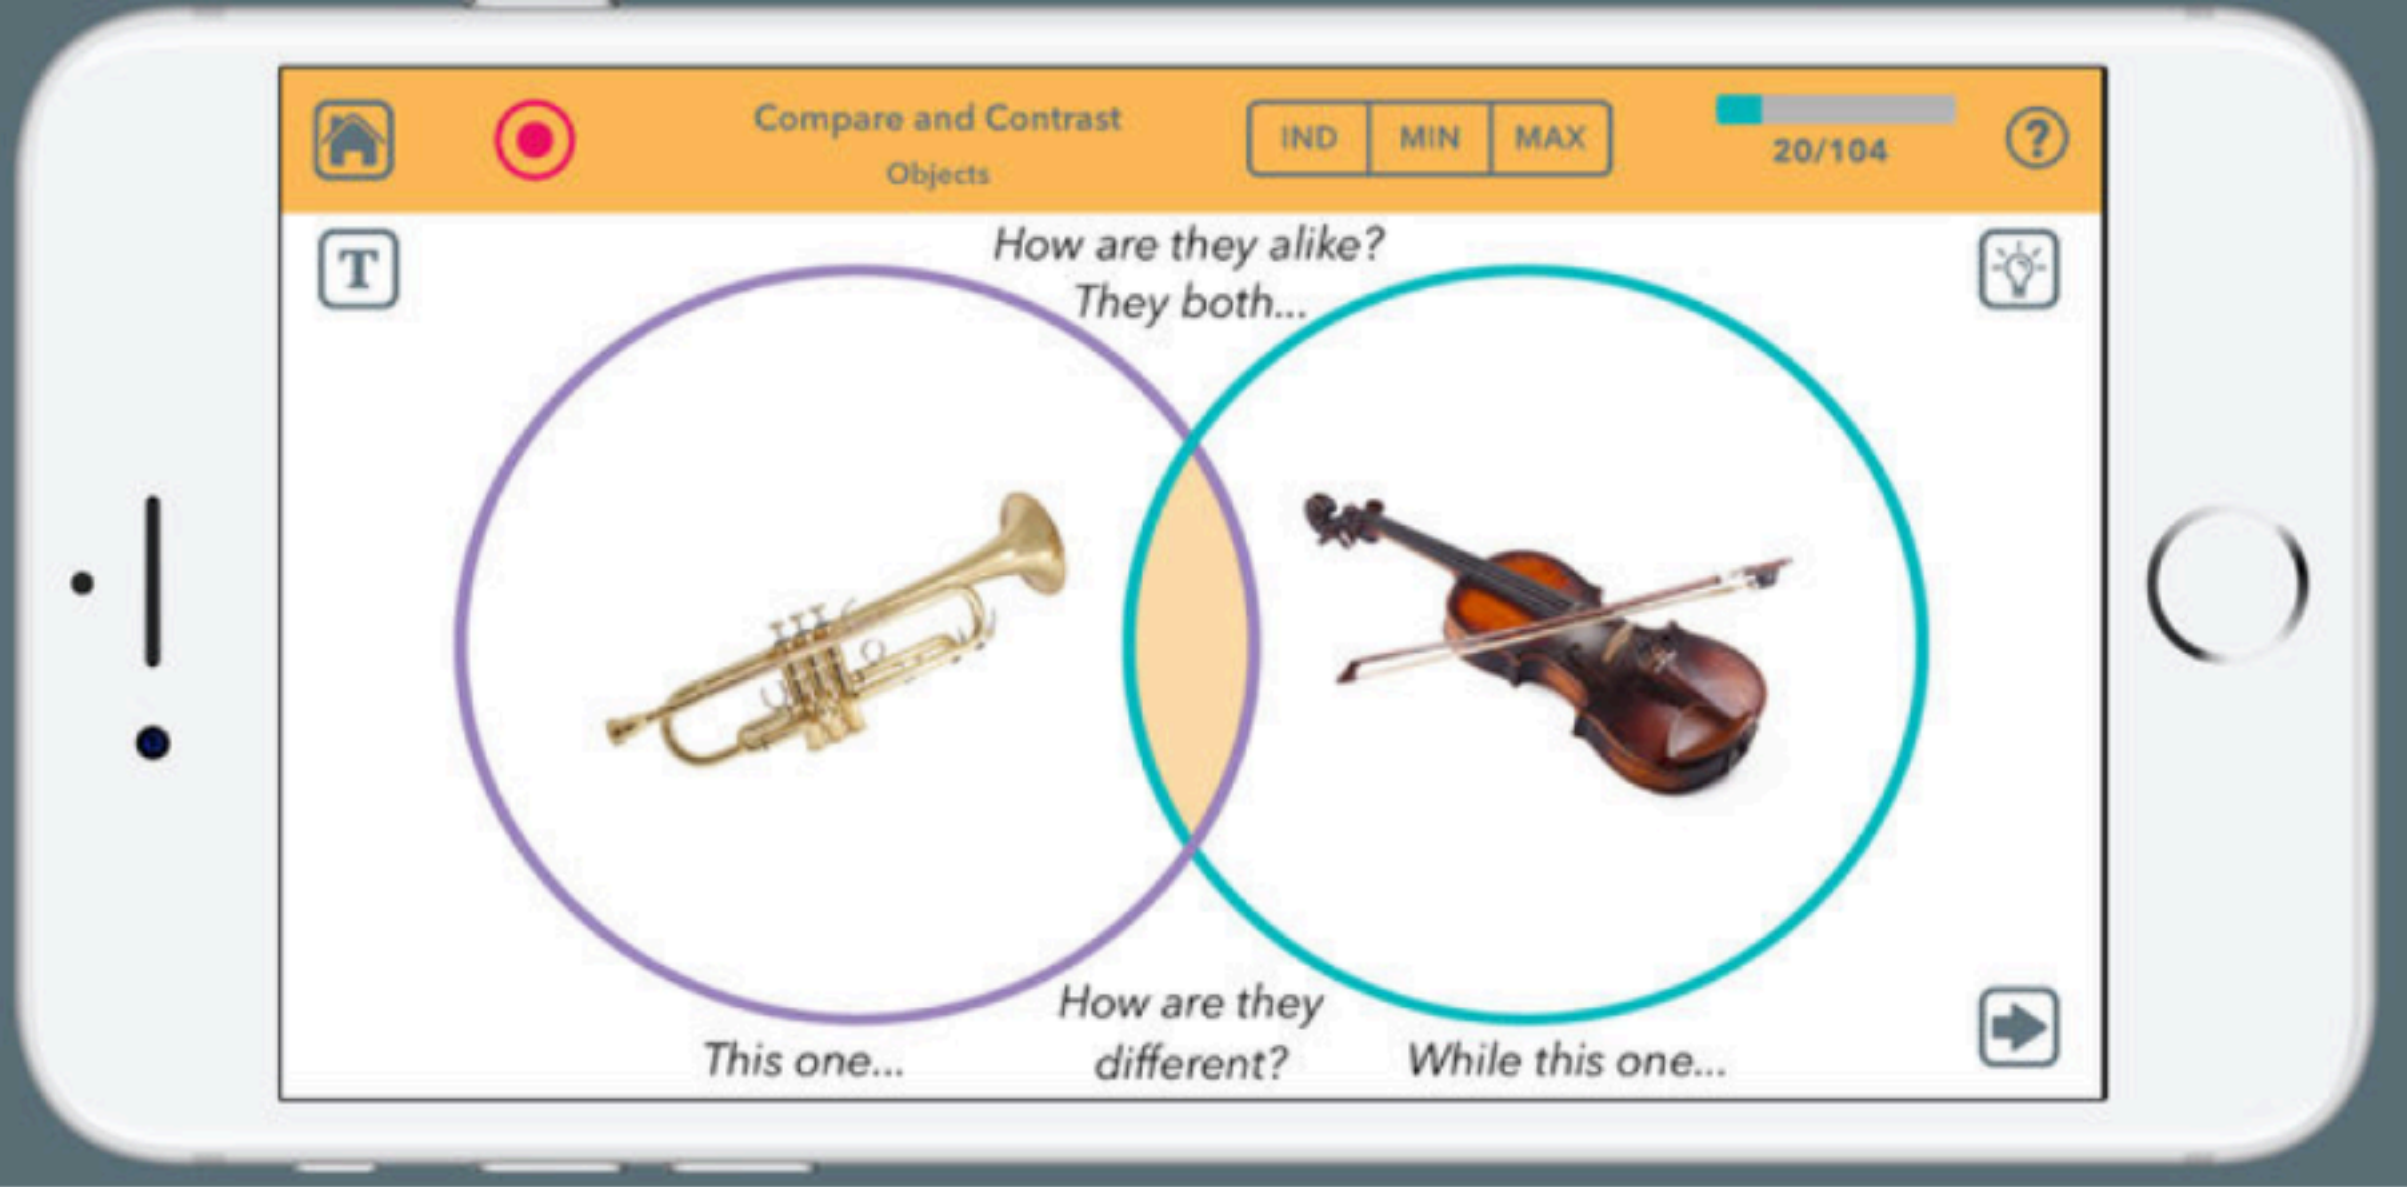 Compare and Contrast
Objects
IND MIN MAX
20/104
?
T
How are they alike?
They both...
How are they
different?
This one...
While this one...